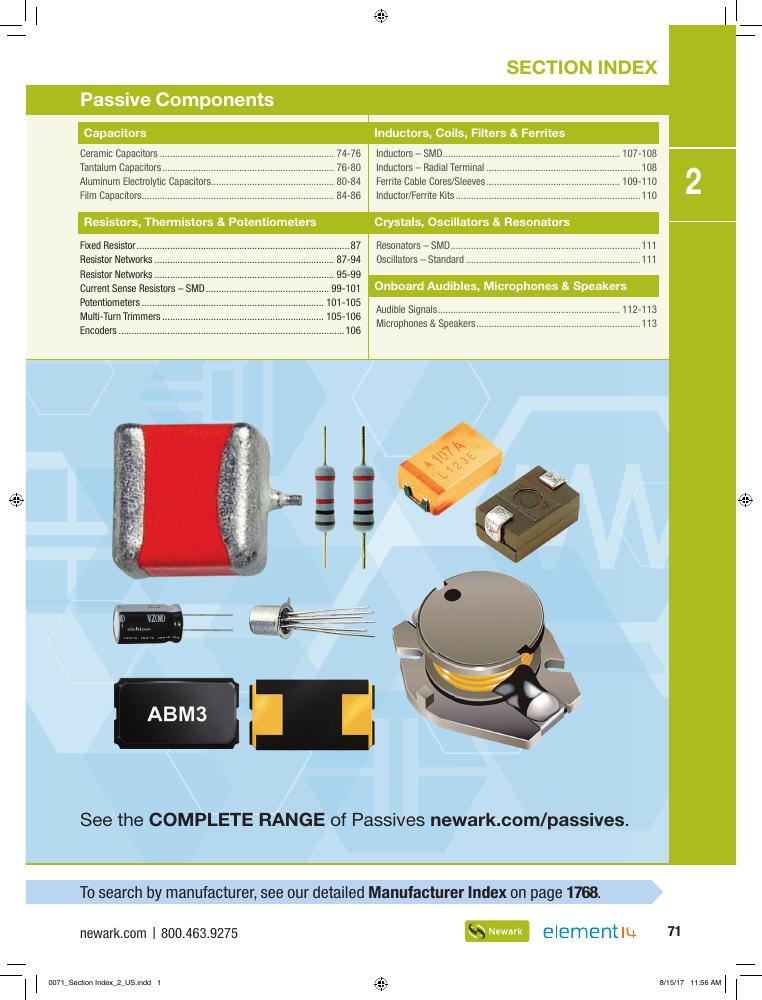 SECTION INDEX
Passive Components
Capacitors
Ceramic Capacitors ................................................................... 74-76
Tantalum Capacitors .................................................................. 76-80
Aluminum Electrolytic Capacitors............................................... 80-84
Film Capacitors ......................................................................... 84-86
Resistors, Thermistors & Potentiometers
Fixed Resistor .................................................................................. 87
Resistor Networks ..................................................................... 87-94
Resistor Networks ..................................................................... 95-99
Current Sense Resistors – SMD ............................................... 99-101
Potentiometers ...................................................................... 101-105
Multi-Turn Trimmers .............................................................. 105-106
Encoders ....................................................................................... 106
Inductors, Coils, Filters & Ferrites
Inductors – SMD .................................................................... 107-108
Inductors – Radial Terminal ............................................................ 108
Ferrite Cable Cores/Sleeves ................................................... 109-110
Inductor/Ferrite Kits ....................................................................... 110
Crystals, Oscillators & Resonators
Resonators – SMD ......................................................................... 111
Oscillators – Standard .................................................................... 111
Onboard Audibles, Microphones & Speakers
Audible Signals ...................................................................... 112-113
Microphones & Speakers ............................................................... 113
2
107A
L123E
VZ(M)
nichicon
ABM3
See the COMPLETE RANGE of Passives newark.com/passives.
To search by manufacturer, see our detailed Manufacturer Index on page 1768.
newark.com | 800.463.9275
Newark
element14
71
0071_Section Index_2_US.indd 1
8/15/17 11:56 AM